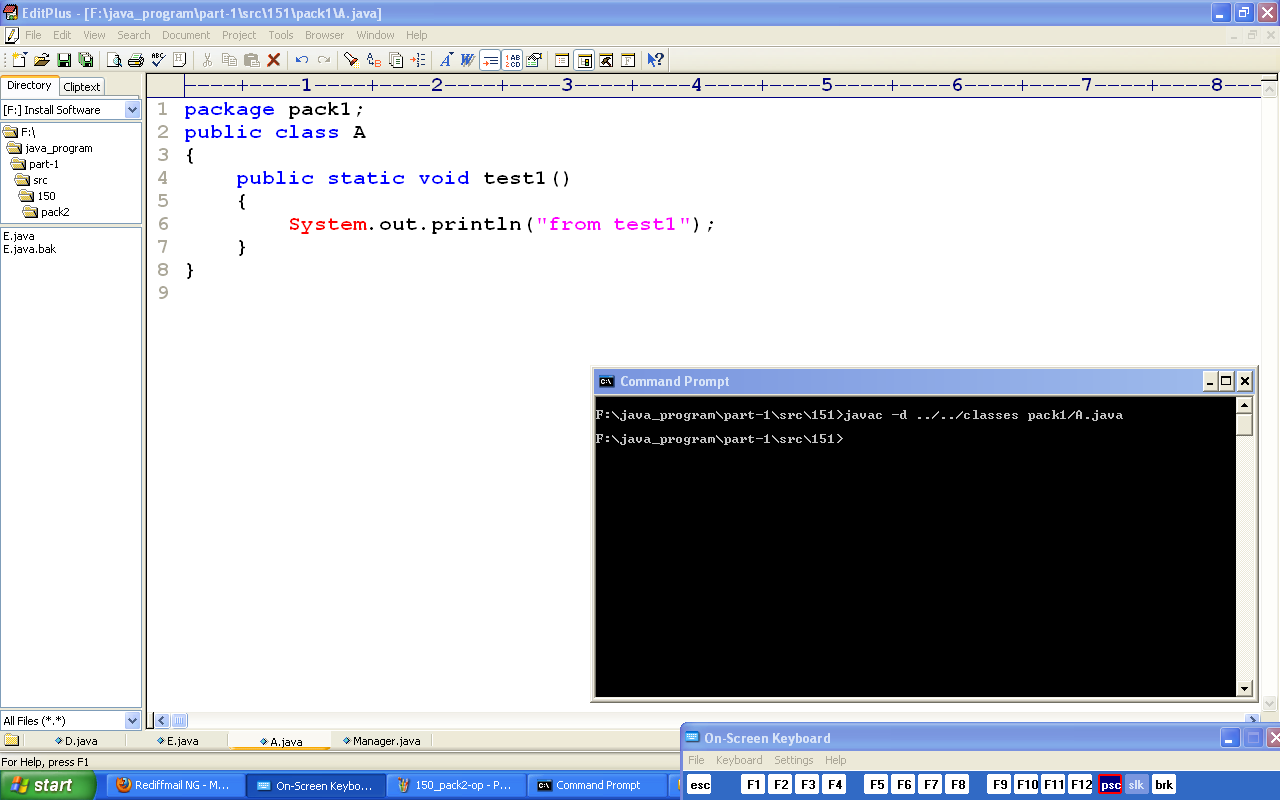 EditPlus - [F:\java_program\part-1\src\151\pack1\A.java]
File Edit View Search Document Project Tools Browser Window Help
Directory Cliptext
----+----1----+----2----+----3----+----4----+----5----+----6----+----7----+----8--
[F:] Install Software
F:\
java_program
part-1
src
150
pack2
E.java
E.java.bak
All Files (*.*)
1 package pack1;
2 public class A
3 {
4 public static void test1()
5 {
6 System.out.println("from test1");
7 }
8 }
9
Command Prompt
F:\java_program\part-1\src\151>javac -d ../../classes pack1/A.java
F:\java_program\part-1\src\151>
D.java E.java A.java Manager.java
For Help, press F1
On-Screen Keyboard
File Keyboard Settings Help
esc F1 F2 F3 F4 F5 F6 F7 F8 F9 F10 F11 F12 psc slk brk
start Rediffmail NG - M... On-Screen Keybo... 150_pack2-op - P... Command Prompt